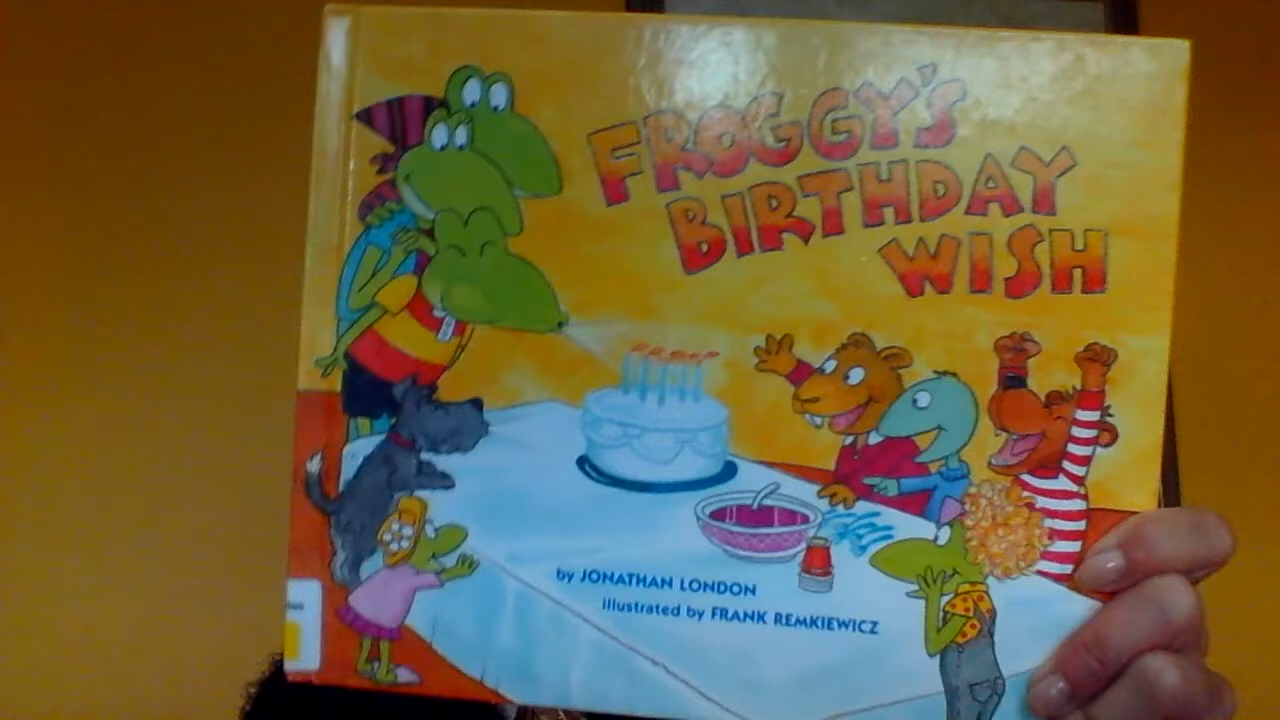 FROGGY'S
BIRTHDAY
WISH
by JONATHAN LONDON
illustrated by FRANK REMKIEWICZ